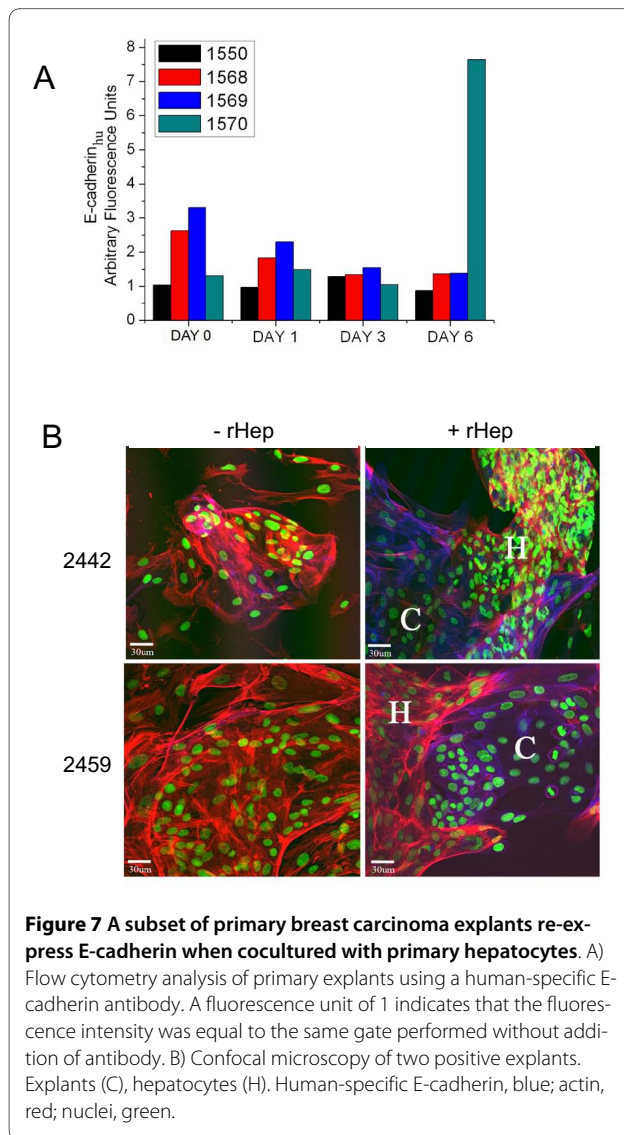 A
1550
1568
1569
1570
E-cadherin_hu
Arbitrary Fluorescence Units
8
7
6
5
4
3
2
1
0
DAY 0 DAY 1 DAY 3 DAY 6
B
- rHep + rHep
2442
H
C
30um 30um
2459
H
C
30um 30um
Figure 7 A subset of primary breast carcinoma explants re-ex-
press E-cadherin when cocultured with primary hepatocytes. A)
Flow cytometry analysis of primary explants using a human-specific E-
cadherin antibody. A fluorescence unit of 1 indicates that the fluores-
cence intensity was equal to the same gate performed without addi-
tion of antibody. B) Confocal microscopy of two positive explants.
Explants (C), hepatocytes (H). Human-specific E-cadherin, blue; actin,
red; nuclei, green.